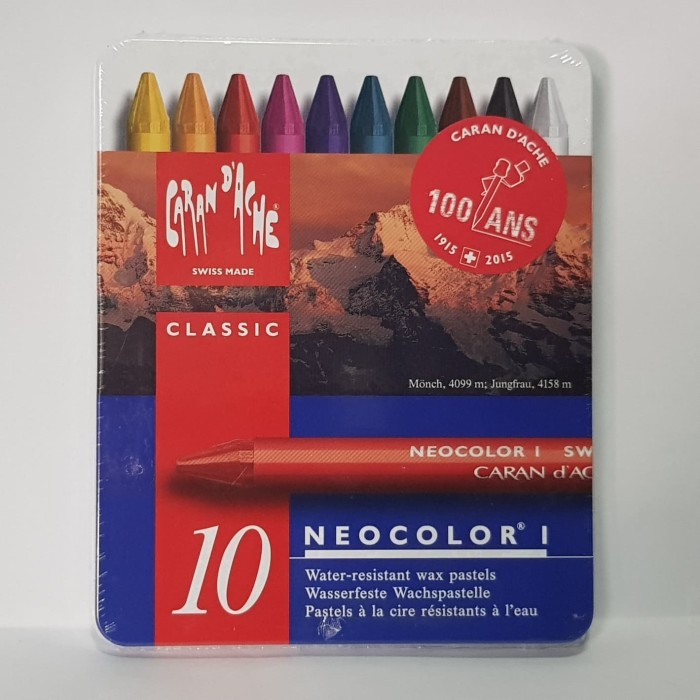 CARAN D'ACHE
100 ANS
1915 2015
CARAN D'ACHE®
SWISS MADE
CLASSIC
Mönch, 4099 m; Jungfrau, 4158 m
NEOCOLOR I SW
CARAN d'AC
10
NEOCOLOR® I
Water-resistant wax pastels
Wasserfeste Wachspastelle
Pastels à la cire résistants à l'eau